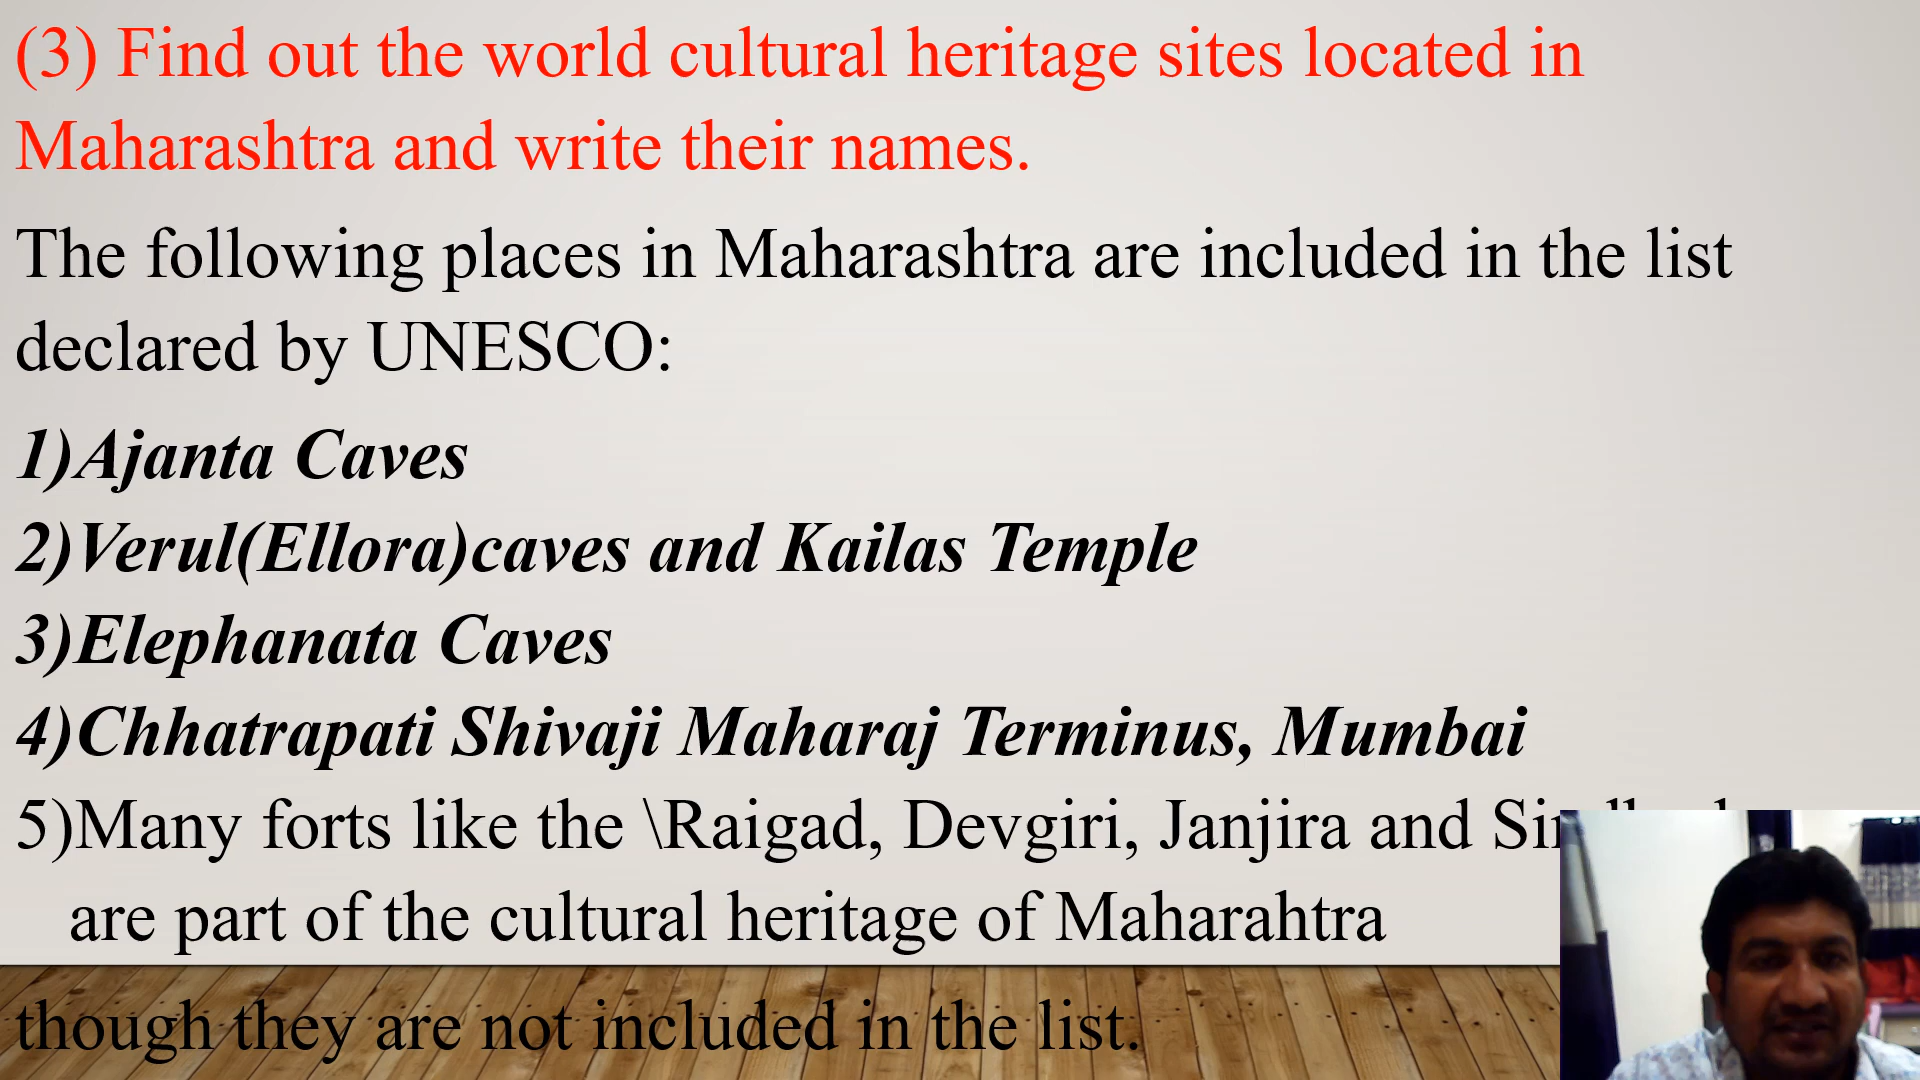 (3) Find out the world cultural heritage sites located in
Maharashtra and write their names.
The following places in Maharashtra are included in the list
declared by UNESCO:
1)Ajanta Caves
2)Verul(Ellora)caves and Kailas Temple
3)Elephanata Caves
4)Chhatrapati Shivaji Maharaj Terminus, Mumbai
5)Many forts like the \Raigad, Devgiri, Janjira and
are part of the cultural heritage of Maharahtra
though they are not included in the list.